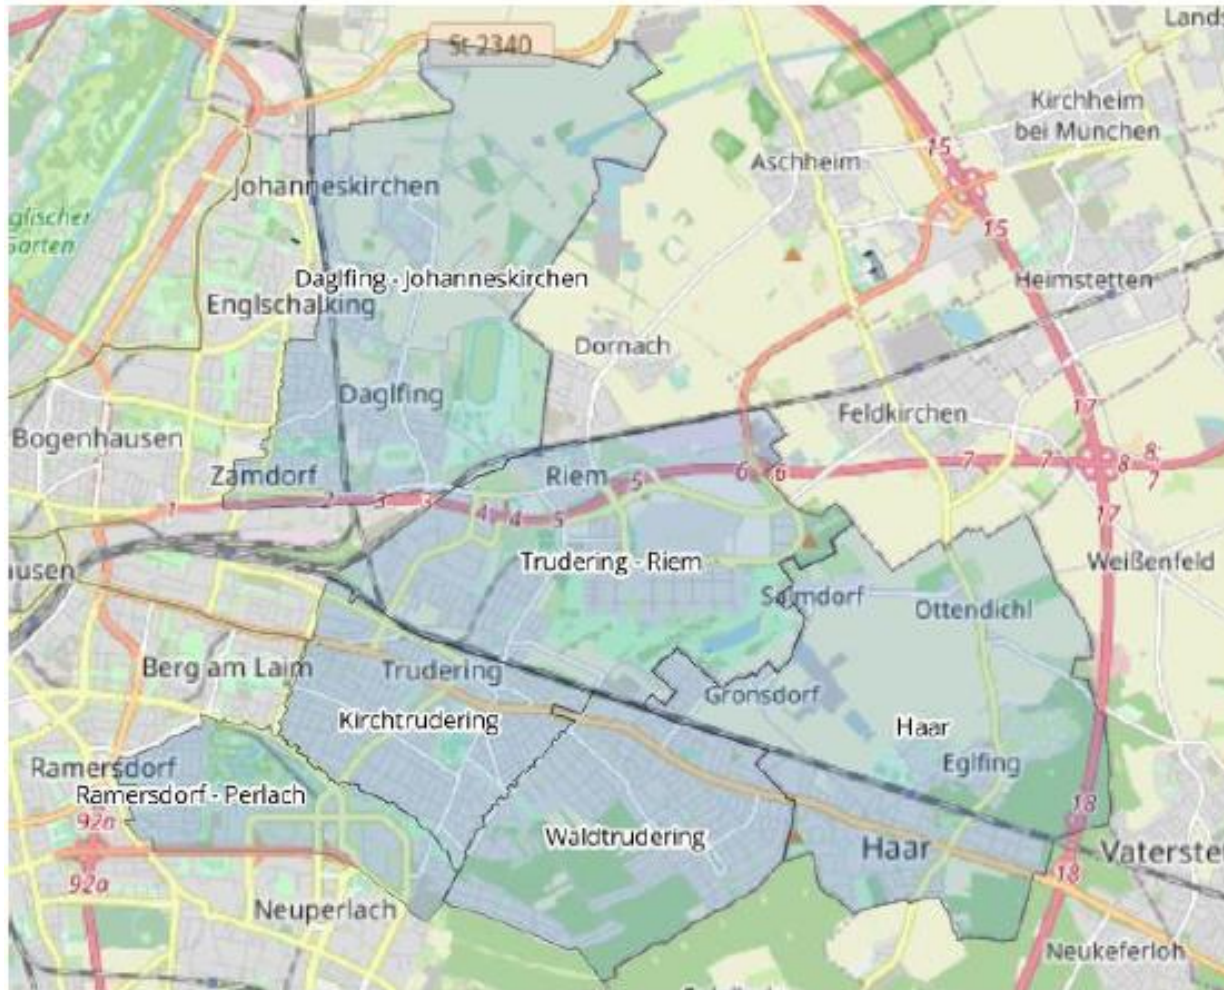 Lands
St 2340
Kirchheim
bei München
15
Aschheim
Johanneskirchen
glischer
Garten
15
Daglfing - Johanneskirchen
Heimstetten
Englschalking
Dornach
Daglfing
17
Feldkirchen
Bogenhausen
Zamdorf
Riem
5
6
6
7
7
8
8
7
1
2
3
3
4
4
5
17
Trudering - Riem
Weißenfeld
ausen
Salmdorf
Ottendichl
Berg am Laim
Trudering
Gronsdorf
Kirchtrudering
Haar
Ramersdorf
Eglfing
Ramersdorf - Perlach
18
92a
Waldtrudering
Haar
Vaterste
92a
18
Neuperlach
Neukeferloh